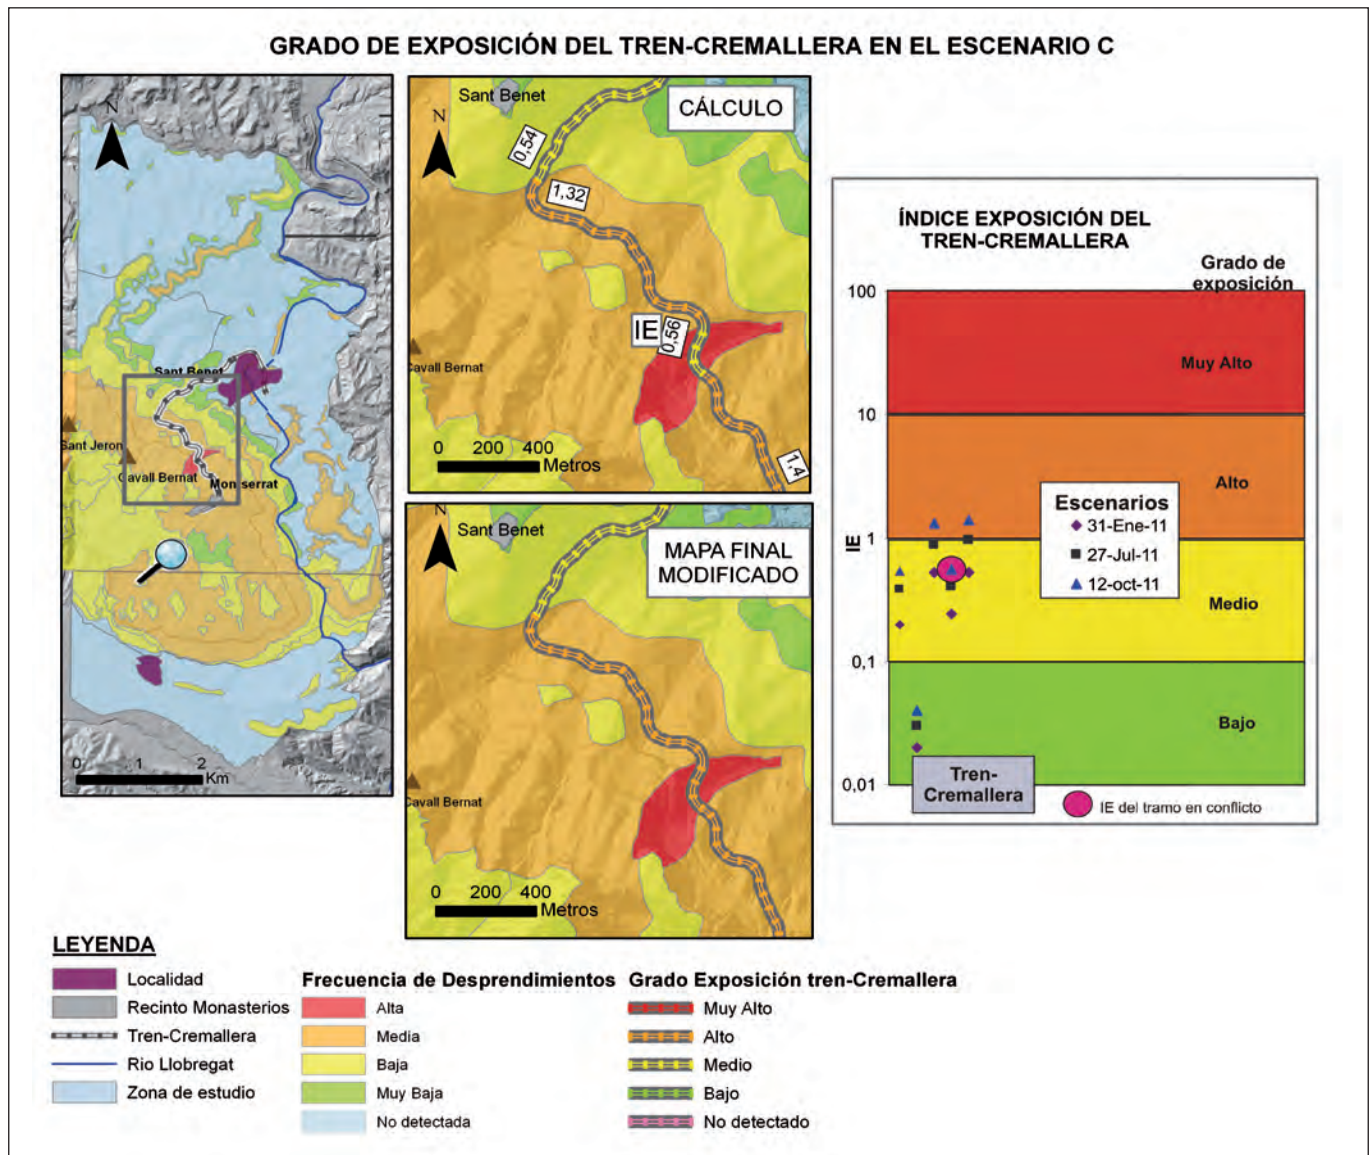 GRADO DE EXPOSICIÓN DEL TREN-CREMALLERA EN EL ESCENARIO C
N
Sant Benet
Sant Jeron
Cavall Bernat
Montserrat
0 1 2
Km
N
Sant Benet
CÁLCULO
0,54
1,32
IE
0,56
Cavall Bernat
1,4
0 200 400
Metros
N
Sant Benet
MAPA FINAL
MODIFICADO
Cavall Bernat
0 200 400
Metros
ÍNDICE EXPOSICIÓN DEL
TREN-CREMALLERA
Grado de
exposición
100
Muy Alto
10
Alto
Escenarios
31-Ene-11
27-Jul-11
12-oct-11
IE
1
Medio
0,1
Bajo
0,01
Tren-
Cremallera
IE del tramo en conflicto
LEYENDA
Localidad
Recinto Monasterios
Tren-Cremallera
Rio Llobregat
Zona de estudio
Frecuencia de Desprendimientos
Alta
Media
Baja
Muy Baja
No detectada
Grado Exposición tren-Cremallera
Muy Alto
Alto
Medio
Bajo
No detectado